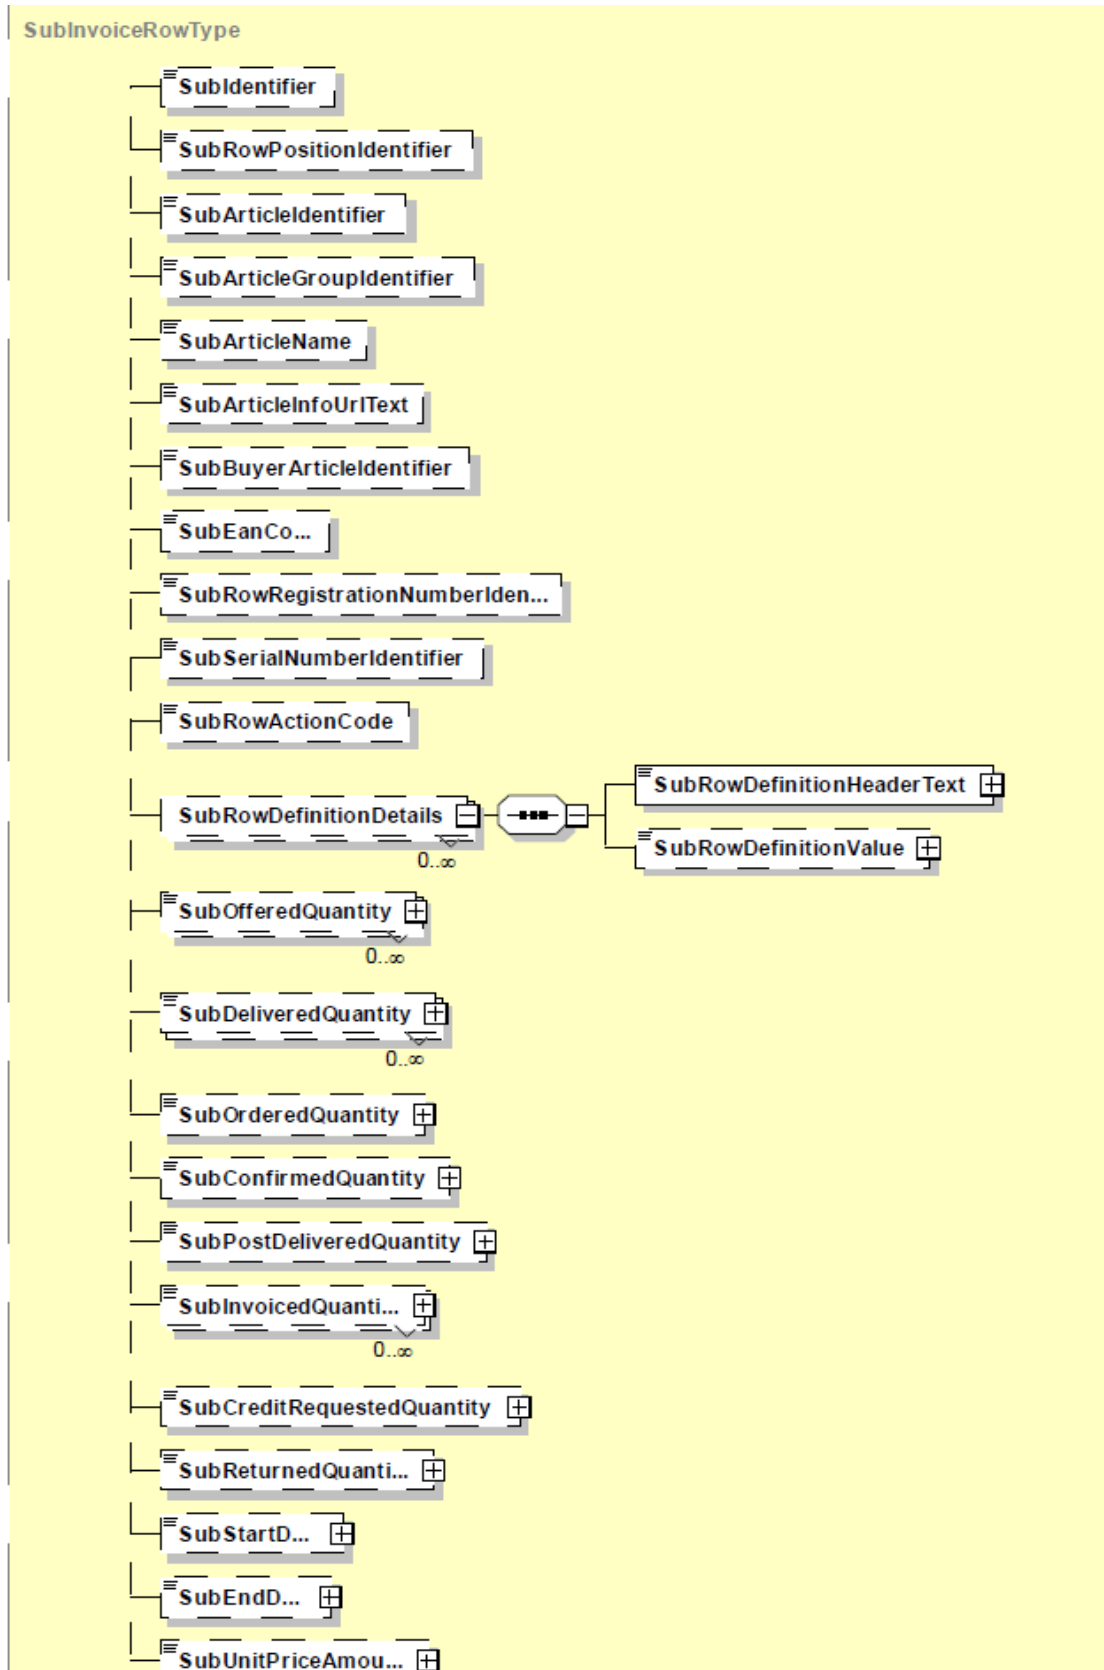 SubInvoiceRowType
SubIdentifier
SubRowPositionIdentifier
SubArticleIdentifier
SubArticleGroupIdentifier
SubArticleName
SubArticleInfoUrlText
SubBuyerArticleIdentifier
SubEanCo...
SubRowRegistrationNumberIden...
SubSerialNumberIdentifier
SubRowActionCode
SubRowDefinitionHeaderText
SubRowDefinitionDetails
SubRowDefinitionValue
0..∞
SubOfferedQuantity
0..∞
SubDeliveredQuantity
0..∞
SubOrderedQuantity
SubConfirmedQuantity
SubPostDeliveredQuantity
SubInvoicedQuanti...
0..∞
SubCreditRequestedQuantity
SubReturnedQuanti...
SubStartD...
SubEndD...
SubUnitPriceAmou...